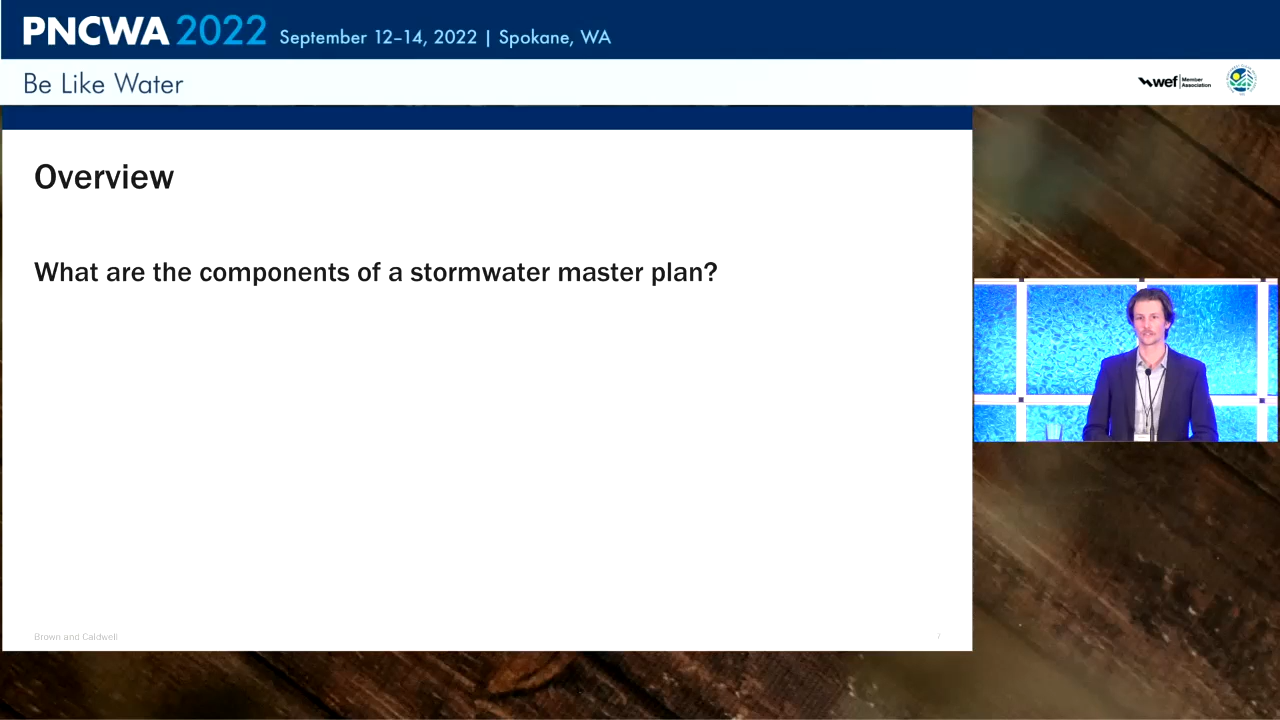 PNCWA 2022 September 12–14, 2022 | Spokane, WA
Be Like Water
wef Member Association
Overview
What are the components of a stormwater master plan?
Brown and Caldwell
7